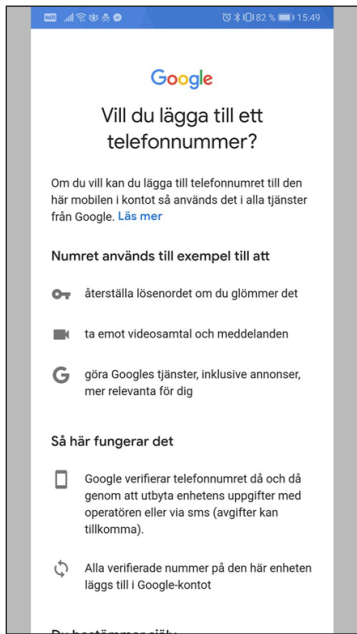 82 % 15:49
Google
Vill du lägga till ett
telefonnummer?
Om du vill kan du lägga till telefonnumret till den
här mobilen i kontot så används det i alla tjänster
från Google. Läs mer
Numret används till exempel till att
återställa lösenordet om du glömmer det
ta emot videosamtal och meddelanden
göra Googles tjänster, inklusive annonser,
mer relevanta för dig
Så här fungerar det
Google verifierar telefonnumret då och då
genom att utbyta enhetens uppgifter med
operatören eller via sms (avgifter kan
tillkomma).
Alla verifierade nummer på den här enheten
läggs till i Google-kontot
Du bestämmer själv